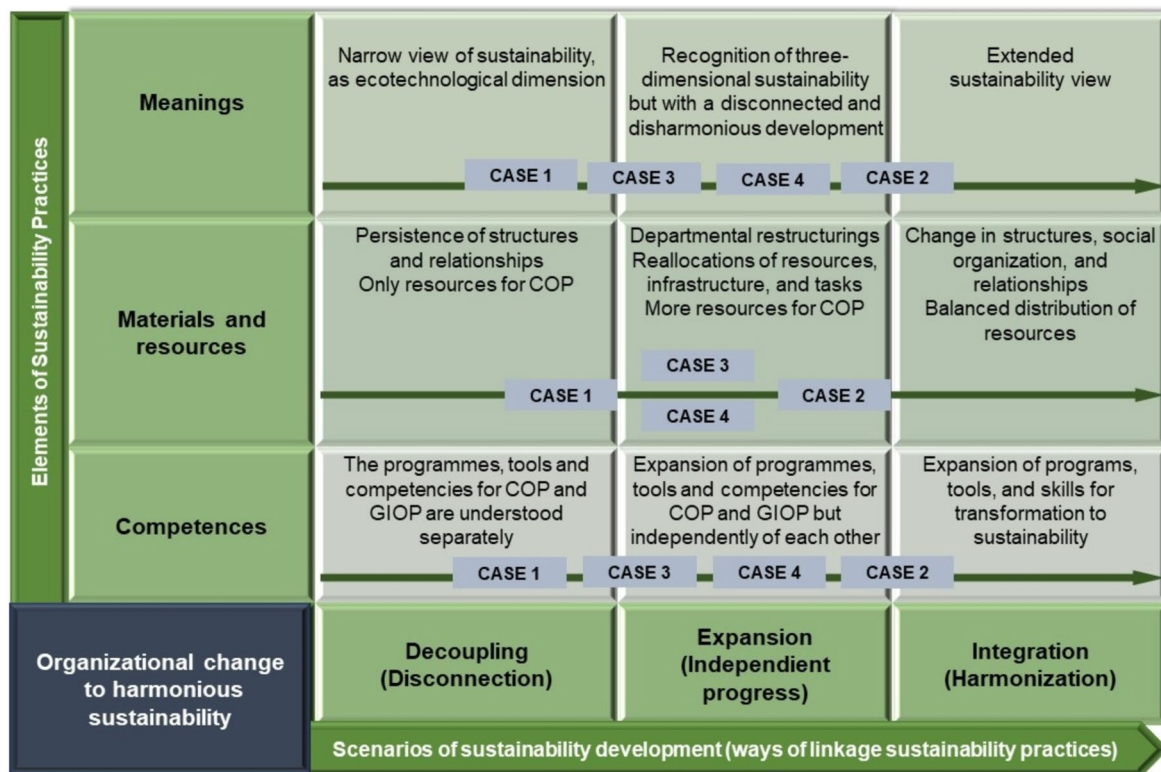 Elements of Sustainability Practices
Meanings
Narrow view of sustainability,
as ecotechnological dimension
Recognition of three-
dimensional sustainability
but with a disconnected and
disharmonious development
Extended
sustainability view
CASE 1
CASE 3
CASE 4
CASE 2
Materials and
resources
Persistence of structures
and relationships
Only resources for COP
Departmental restructurings
Reallocations of resources,
infrastructure, and tasks
More resources for COP
Change in structures, social
organization, and
relationships
Balanced distribution of
resources
CASE 1
CASE 3
CASE 4
CASE 2
Competences
The programmes, tools and
competencies for COP and
GIOP are understood
separately
Expansion of programmes,
tools and competencies for
COP and GIOP but
independently of each other
Expansion of programs,
tools, and skills for
transformation to
sustainability
CASE 1
CASE 3
CASE 4
CASE 2
Organizational change
to harmonious
sustainability
Decoupling
(Disconnection)
Expansion
(Independent
progress)
Integration
(Harmonization)
Scenarios of sustainability development (ways of linkage sustainability practices)